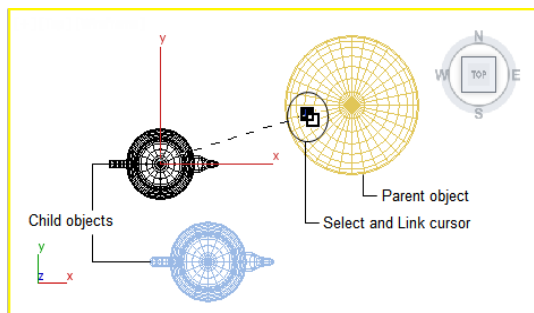 N
W TOP E
S
y
x
Parent object
Child objects
Select and Link cursor
y
z x